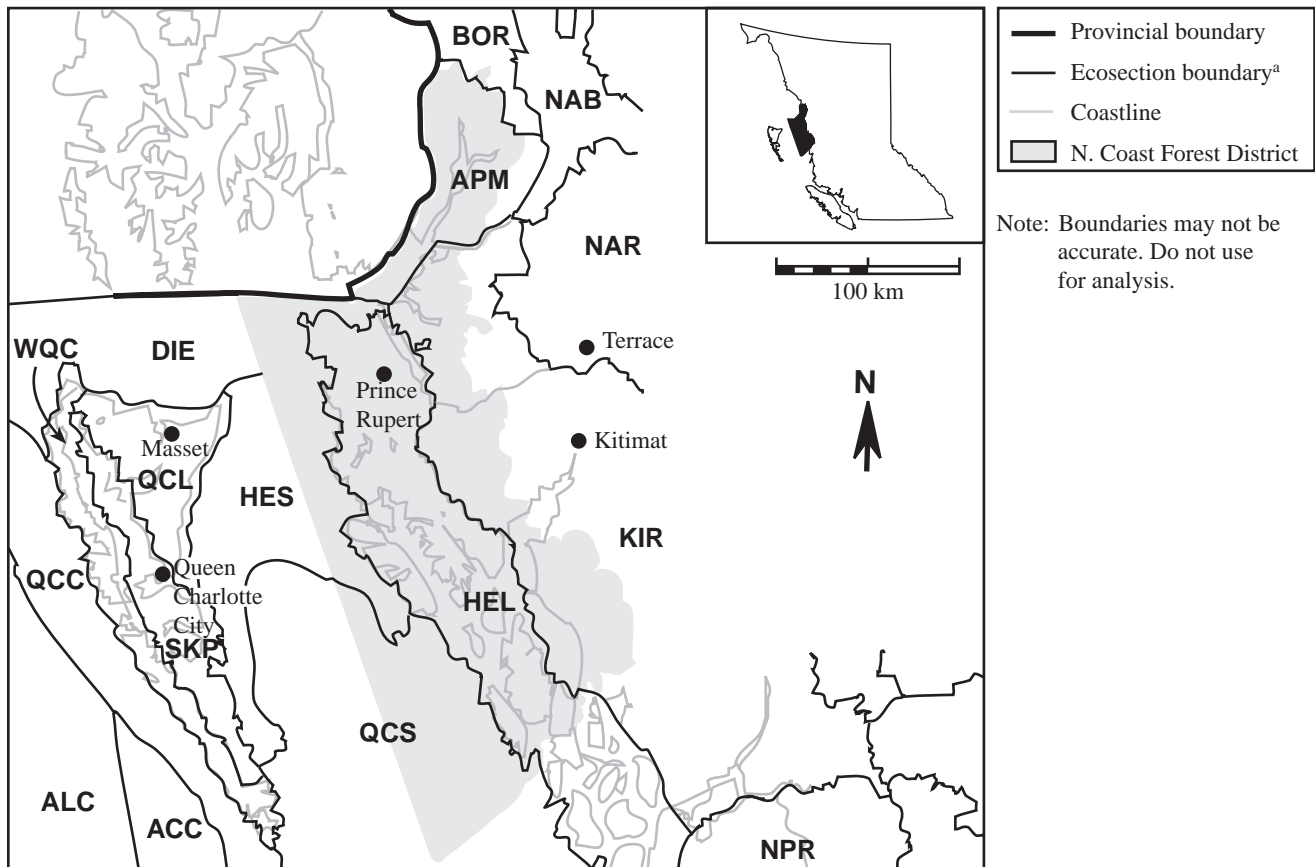 BOR
NAB
APM
NAR
100 km
Terrace
WQC
DIE
Prince
Rupert
N
Masset
Kitimat
QCL
HES
KIR
QCC
Queen
Charlotte
City
HEL
SKP
QCS
ALC
ACC
NPR
Provincial boundary
Ecosection boundaryᵃ
Coastline
N. Coast Forest District
Note: Boundaries may not be
accurate. Do not use
for analysis.